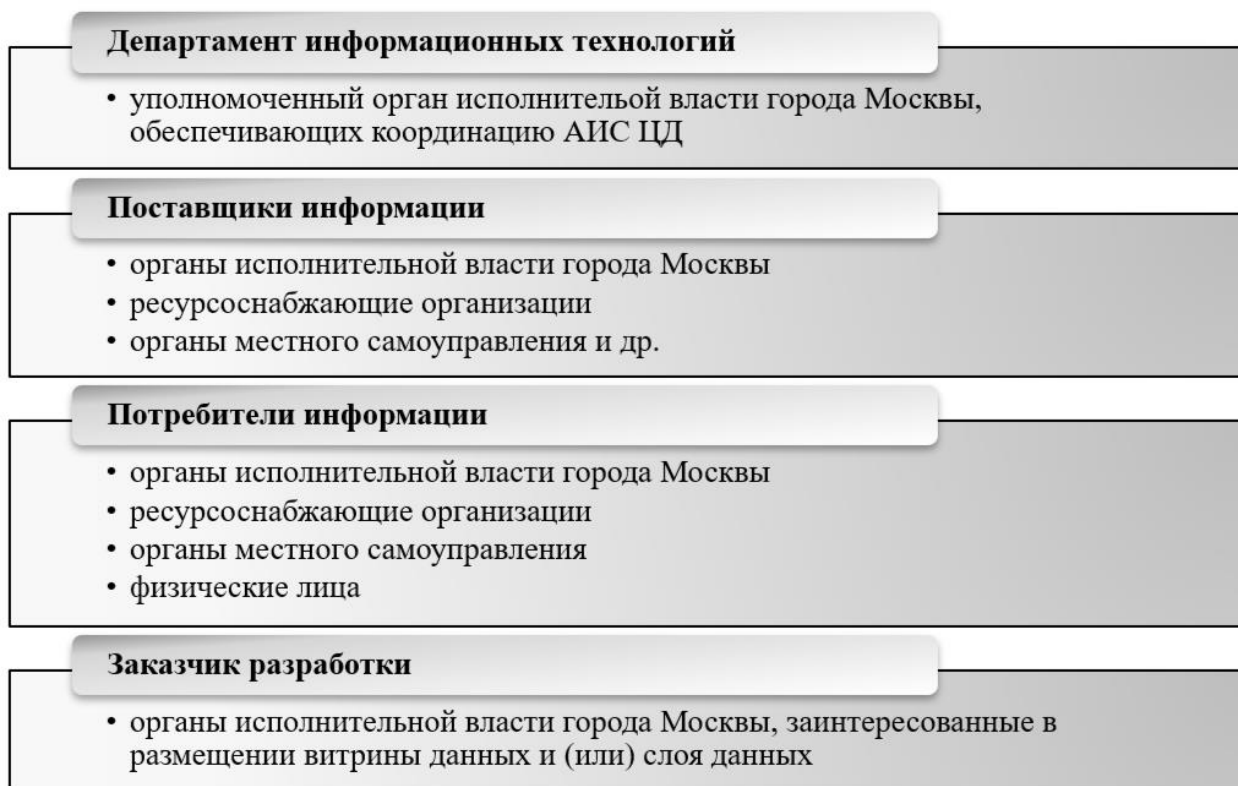 Департамент информационных технологий
• уполномоченный орган исполнительой власти города Москвы,
обеспечивающих координацию АИС ЦД
Поставщики информации
• органы исполнительной власти города Москвы
• ресурсоснабжающие организации
• органы местного самоуправления и др.
Потребители информации
• органы исполнительной власти города Москвы
• ресурсоснабжающие организации
• органы местного самоуправления
• физические лица
Заказчик разработки
• органы исполнительной власти города Москвы, заинтересованные в
размещении витрины данных и (или) слоя данных